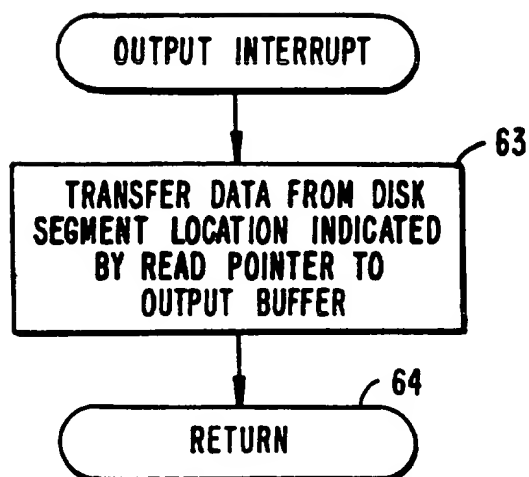 OUTPUT INTERRUPT
63
TRANSFER DATA FROM DISK
SEGMENT LOCATION INDICATED
BY READ POINTER TO
OUTPUT BUFFER
64
RETURN